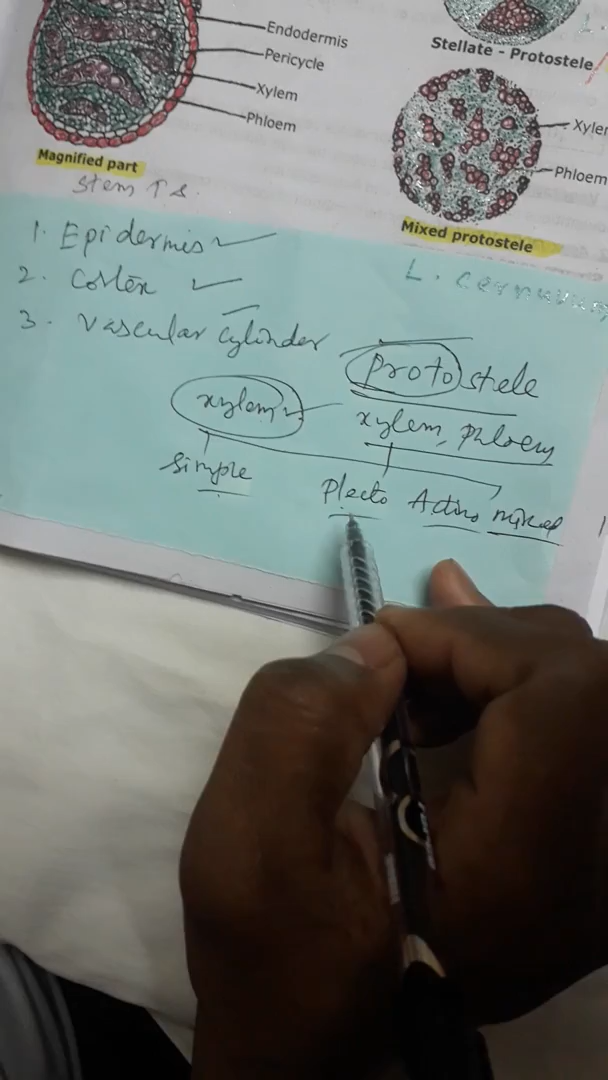 Endodermis
Pericycle
Xylem
Phloem
Magnified part
Stem T.S.
Stellate - Protostele
Phloem
Mixed protostele
L. cernuum
1. Epidermis
2. Cortex
3. Vascular cylinder
Protostele
xylem
xylem, phloem
simple
Plecto
Actino
mixed